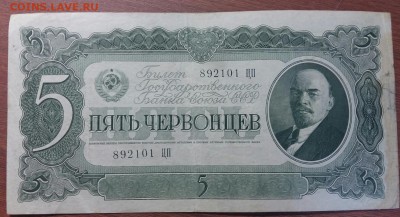 COINS.LAVE.RU
Билет 892101 ЦП
Государственного
Банка Союза ССР
5 ПЯТЬ ЧЕРВОНЦЕВ
892101 ЦП
5